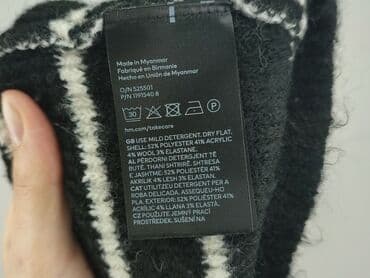 Made in Myanmar
Fabriqué en Birmanie
Hecho en Unión de Myanmar
O/N 525501
P/N 1197540 8
30
P
hm.com/takecare
GB USE MILD DETERGENT. DRY FLAT.
SHELL: 52% POLYESTER 41% ACRYLIC
4% WOOL 3% ELASTANE.
AL PËRDORNI DETERGJENT TË
BUTË. THANI SHTRIRË. SHTRESA
E JASHTME: 52% POLIESTER 41%
AKRILIK 4% LESH 3% ELASTAN.
CAT UTILITZEU DETERGENT PER A
ROBA DELICADA. ASSEQUEU-HO
PLA. EXTERIOR: 52% POLIÈSTER 41%
ACRÍLIC 4% LLANA 3% ELASTÀ
CZ POUŽIJTE JEMNÝ PRACÍ
PROSTŘEDEK. SUŠENÍ NA